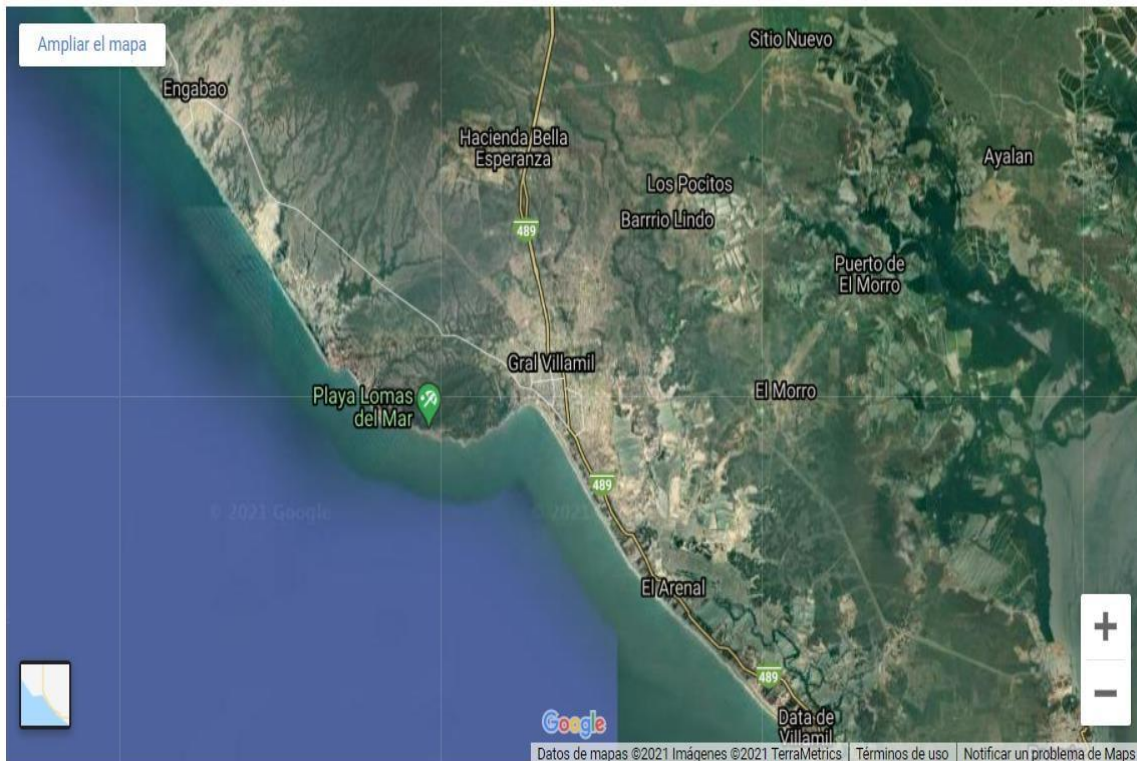 Ampliar el mapa
Sitio Nuevo
Engabao
Hacienda Bella
Esperanza
Ayalan
Los Pocitos
Barrrio Lindo
489
Puerto de
El Morro
Gral Villamil
Playa Lomas
del Mar
El Morro
489
© 2021 Google
© 2021
El Arenal
+
−
489
Data de
Villamil
Google
Datos de mapas ©2021 Imágenes ©2021 TerraMetrics
Términos de uso
Notificar un problema de Maps